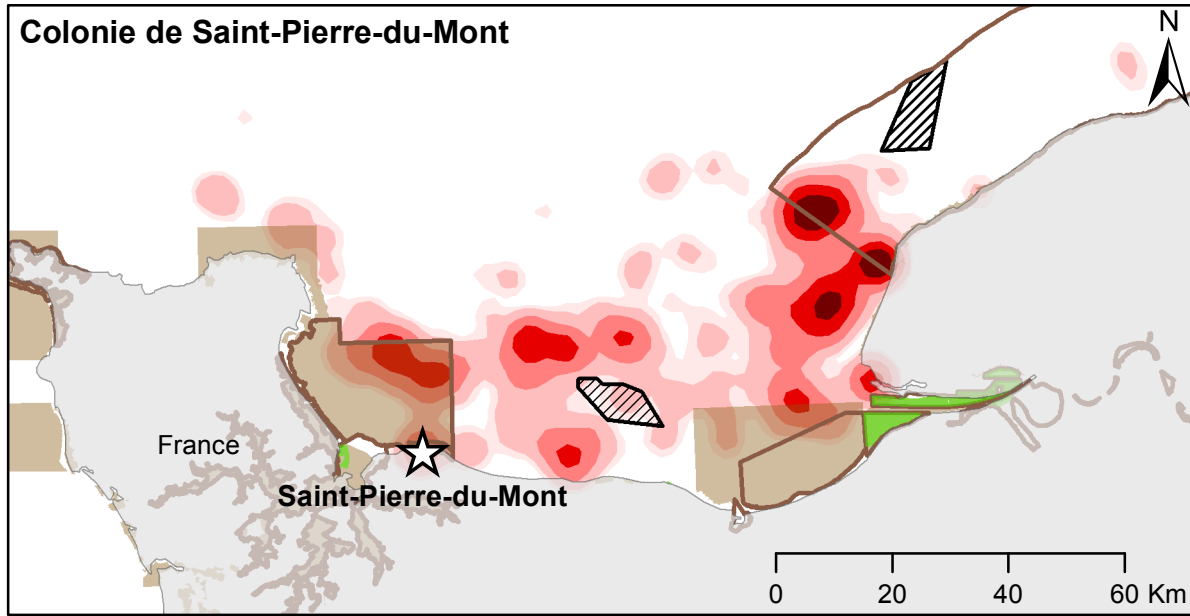 Colonie de Saint-Pierre-du-Mont
N
France
Saint-Pierre-du-Mont
0 20 40 60 Km